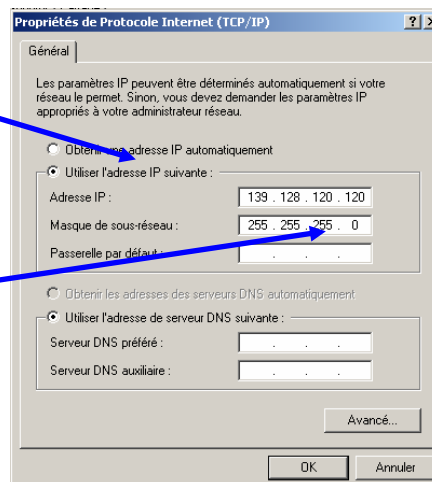 Propriétés de Protocole Internet (TCP/IP)
Général
Les paramètres IP peuvent être déterminés automatiquement si votre
réseau le permet. Sinon, vous devez demander les paramètres IP
appropriés à votre administrateur réseau.
Obtenir une adresse IP automatiquement
Utiliser l'adresse IP suivante :
Adresse IP : 139 . 128 . 120 . 120
Masque de sous-réseau : 255 . 255 . 255 . 0
Passerelle par défaut : . . .
Obtenir les adresses des serveurs DNS automatiquement
Utiliser l'adresse de serveur DNS suivante :
Serveur DNS préféré : . . .
Serveur DNS auxiliaire : . . .
Avancé...
OK Annuler